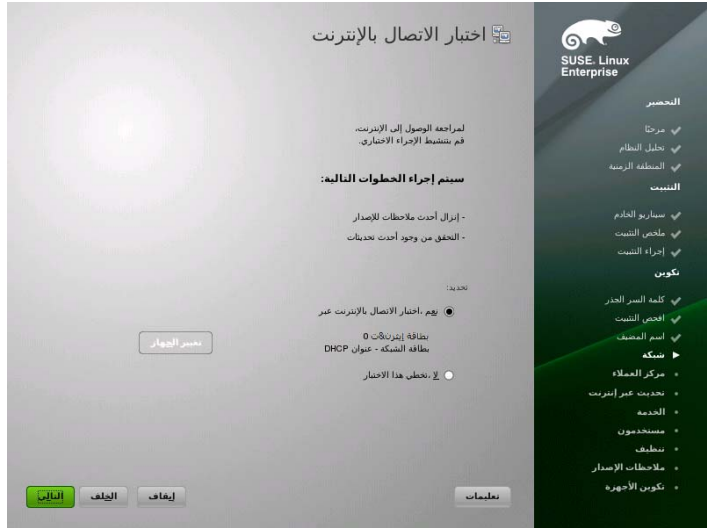 اختبار الاتصال بالإنترنت
لمراجعة الوصول إلى الإنترنت،
قم بتنشيط الإجراء الاختباري.
سيتم إجراء الخطوات التالية:
- إنزال أحدث ملاحظات للإصدار
- التحقق من وجود أحدث تحديثات
تحديد:
نعم ،اختبار الاتصال بالإنترنت عبر
بطاقة إيثرن&ت 0
بطاقة الشبكة - عنوان DHCP
تغيير الجهاز
لا ،تخطي هذا الاختبار
تعليمات
إيقاف
الخلف
التالي
SUSE. Linux
Enterprise
التحضير
مرحبًا
تحليل النظام
المنطقة الزمنية
التثبيت
سيناريو الخادم
ملخص التثبيت
إجراء التثبيت
تكوين
كلمة السر الجذر
افحص التثبيت
اسم المضيف
شبكة
مركز العملاء
تحديث عبر إنترنت
الخدمة
مستخدمون
تنظيف
ملاحظات الإصدار
تكوين الأجهزة